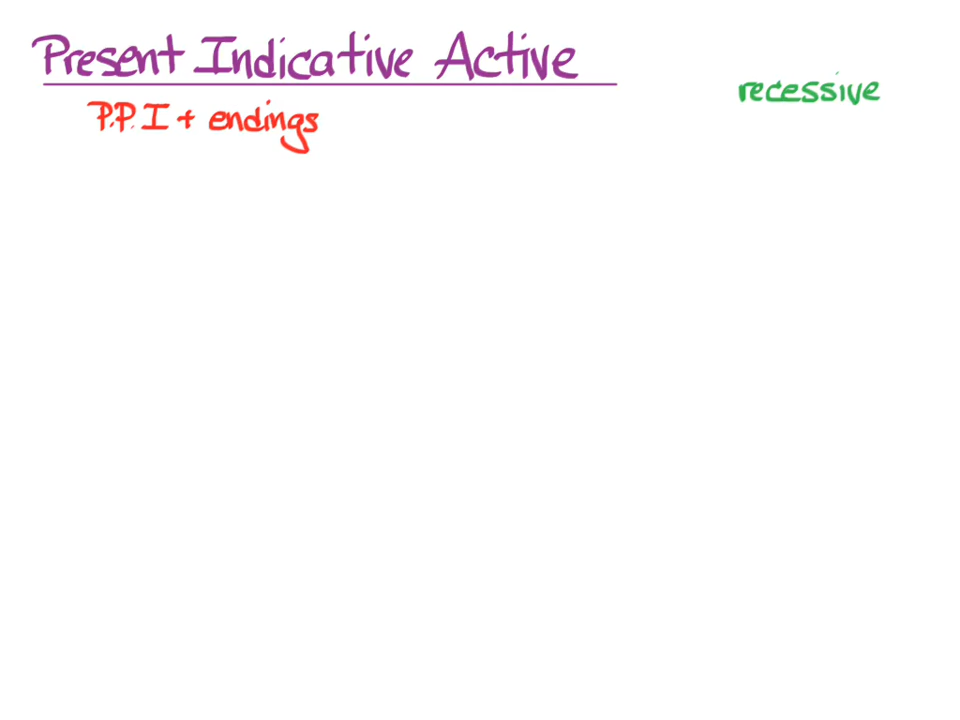 Present Indicative Active
recessive
P.P. I + endings